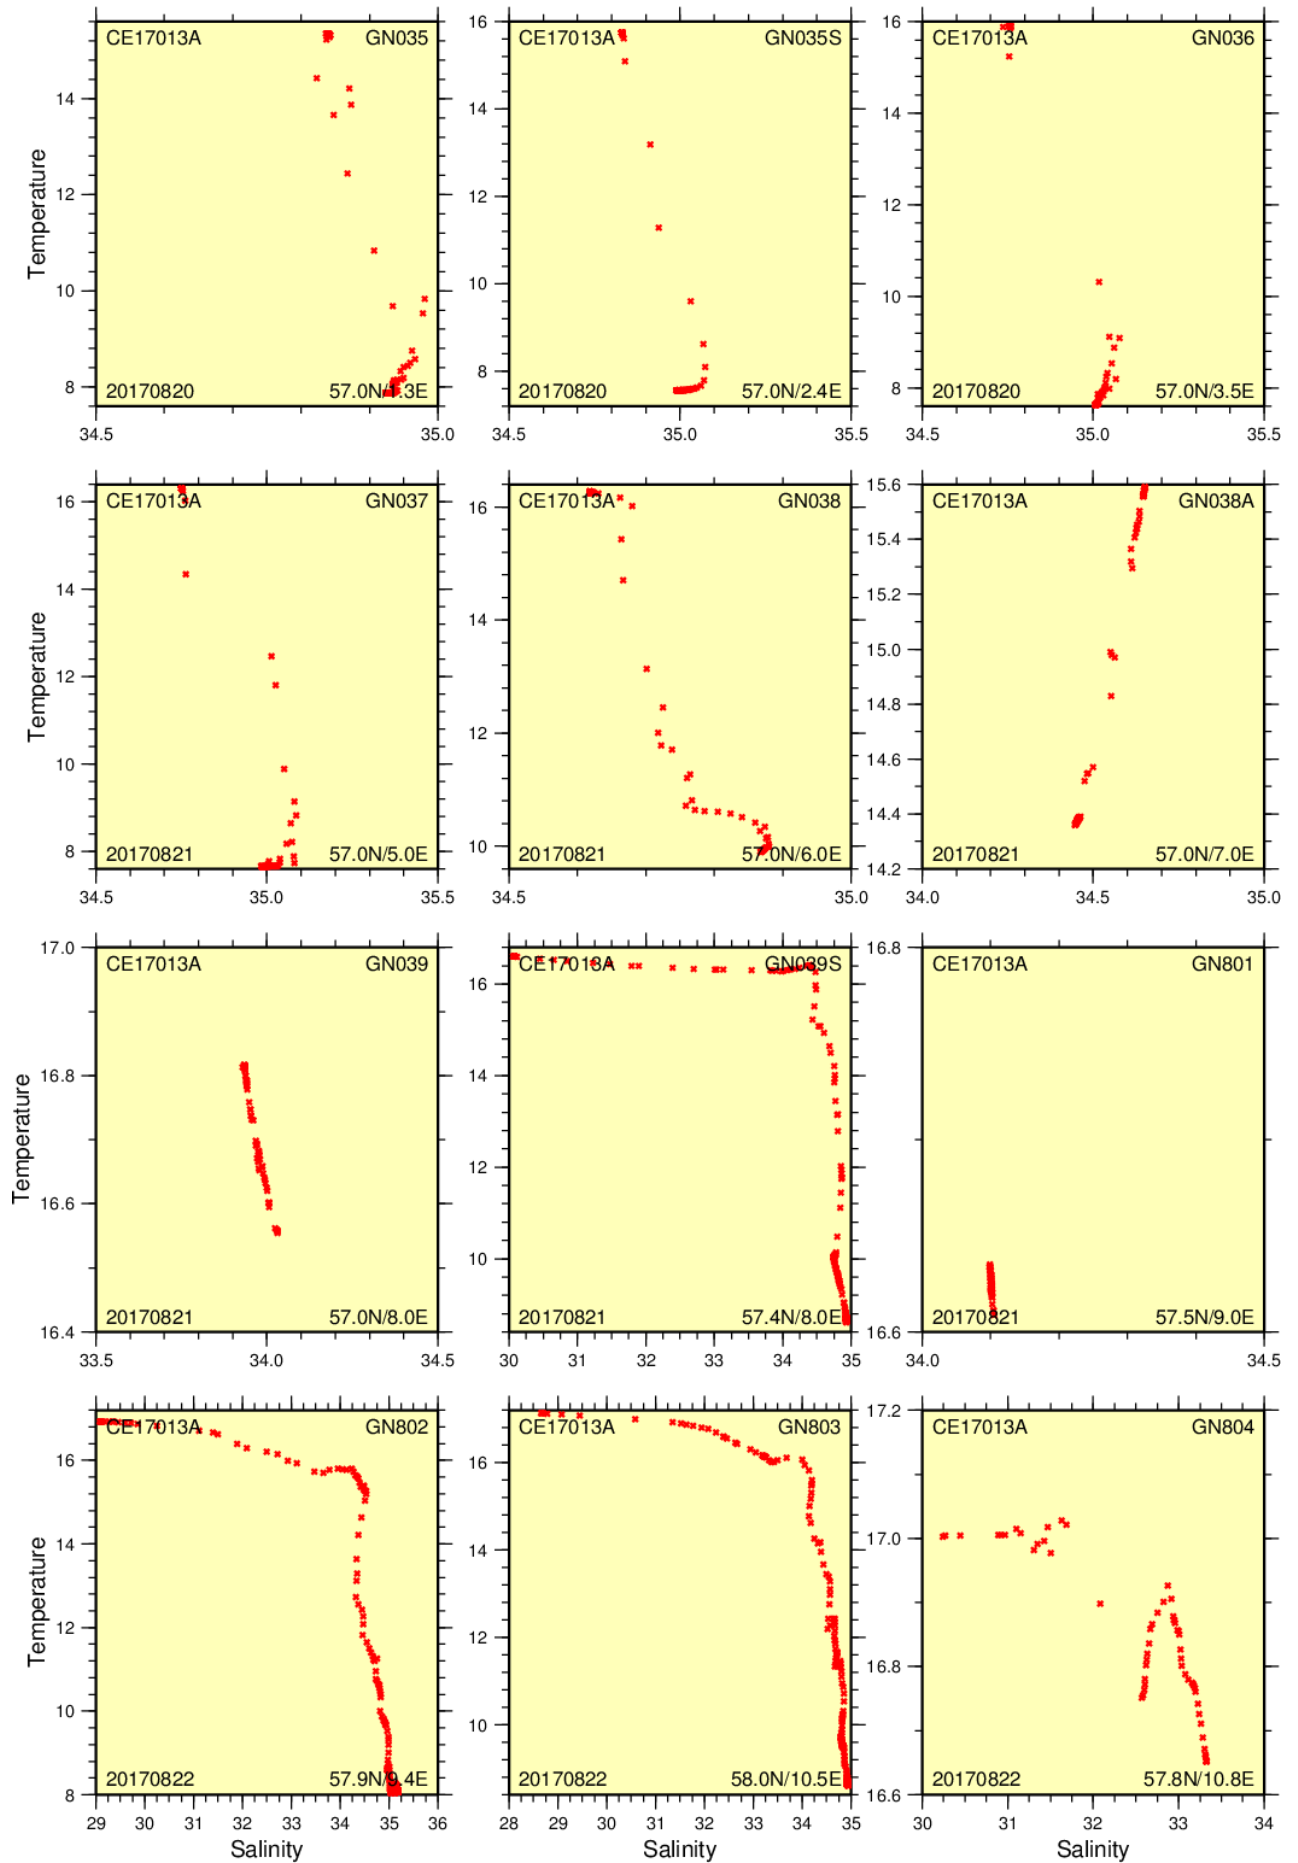 CE17013A GN035
14
12
10
8
Temperature
20170820 57.0N/1.3E
34.5 35.0
CE17013A GN035S
16
14
12
10
8
20170820 57.0N/2.4E
34.5 35.0 35.5
CE17013A GN036
16
14
12
10
8
20170820 57.0N/3.5E
34.5 35.0 35.5
CE17013A GN037
16
14
12
10
8
Temperature
20170821 57.0N/5.0E
34.5 35.0 35.5
CE17013A GN038
16
14
12
10
20170821 57.0N/6.0E
34.5 35.0
CE17013A GN038A
15.6
15.4
15.2
15.0
14.8
14.6
14.4
14.2
20170821 57.0N/7.0E
34.0 34.5 35.0
CE17013A GN039
17.0
16.8
16.6
16.4
Temperature
20170821 57.0N/8.0E
33.5 34.0 34.5
CE17013A GN039S
16
14
12
10
20170821 57.4N/8.0E
30 31 32 33 34 35
CE17013A GN801
16.8
16.6
20170821 57.5N/9.0E
34.0 34.5
CE17013A GN802
16
14
12
10
8
Temperature
20170822 57.9N/9.4E
29 30 31 32 33 34 35 36
Salinity
CE17013A GN803
16
14
12
10
20170822 58.0N/10.5E
28 29 30 31 32 33 34 35
Salinity
CE17013A GN804
17.2
17.0
16.8
16.6
20170822 57.8N/10.8E
30 31 32 33 34
Salinity